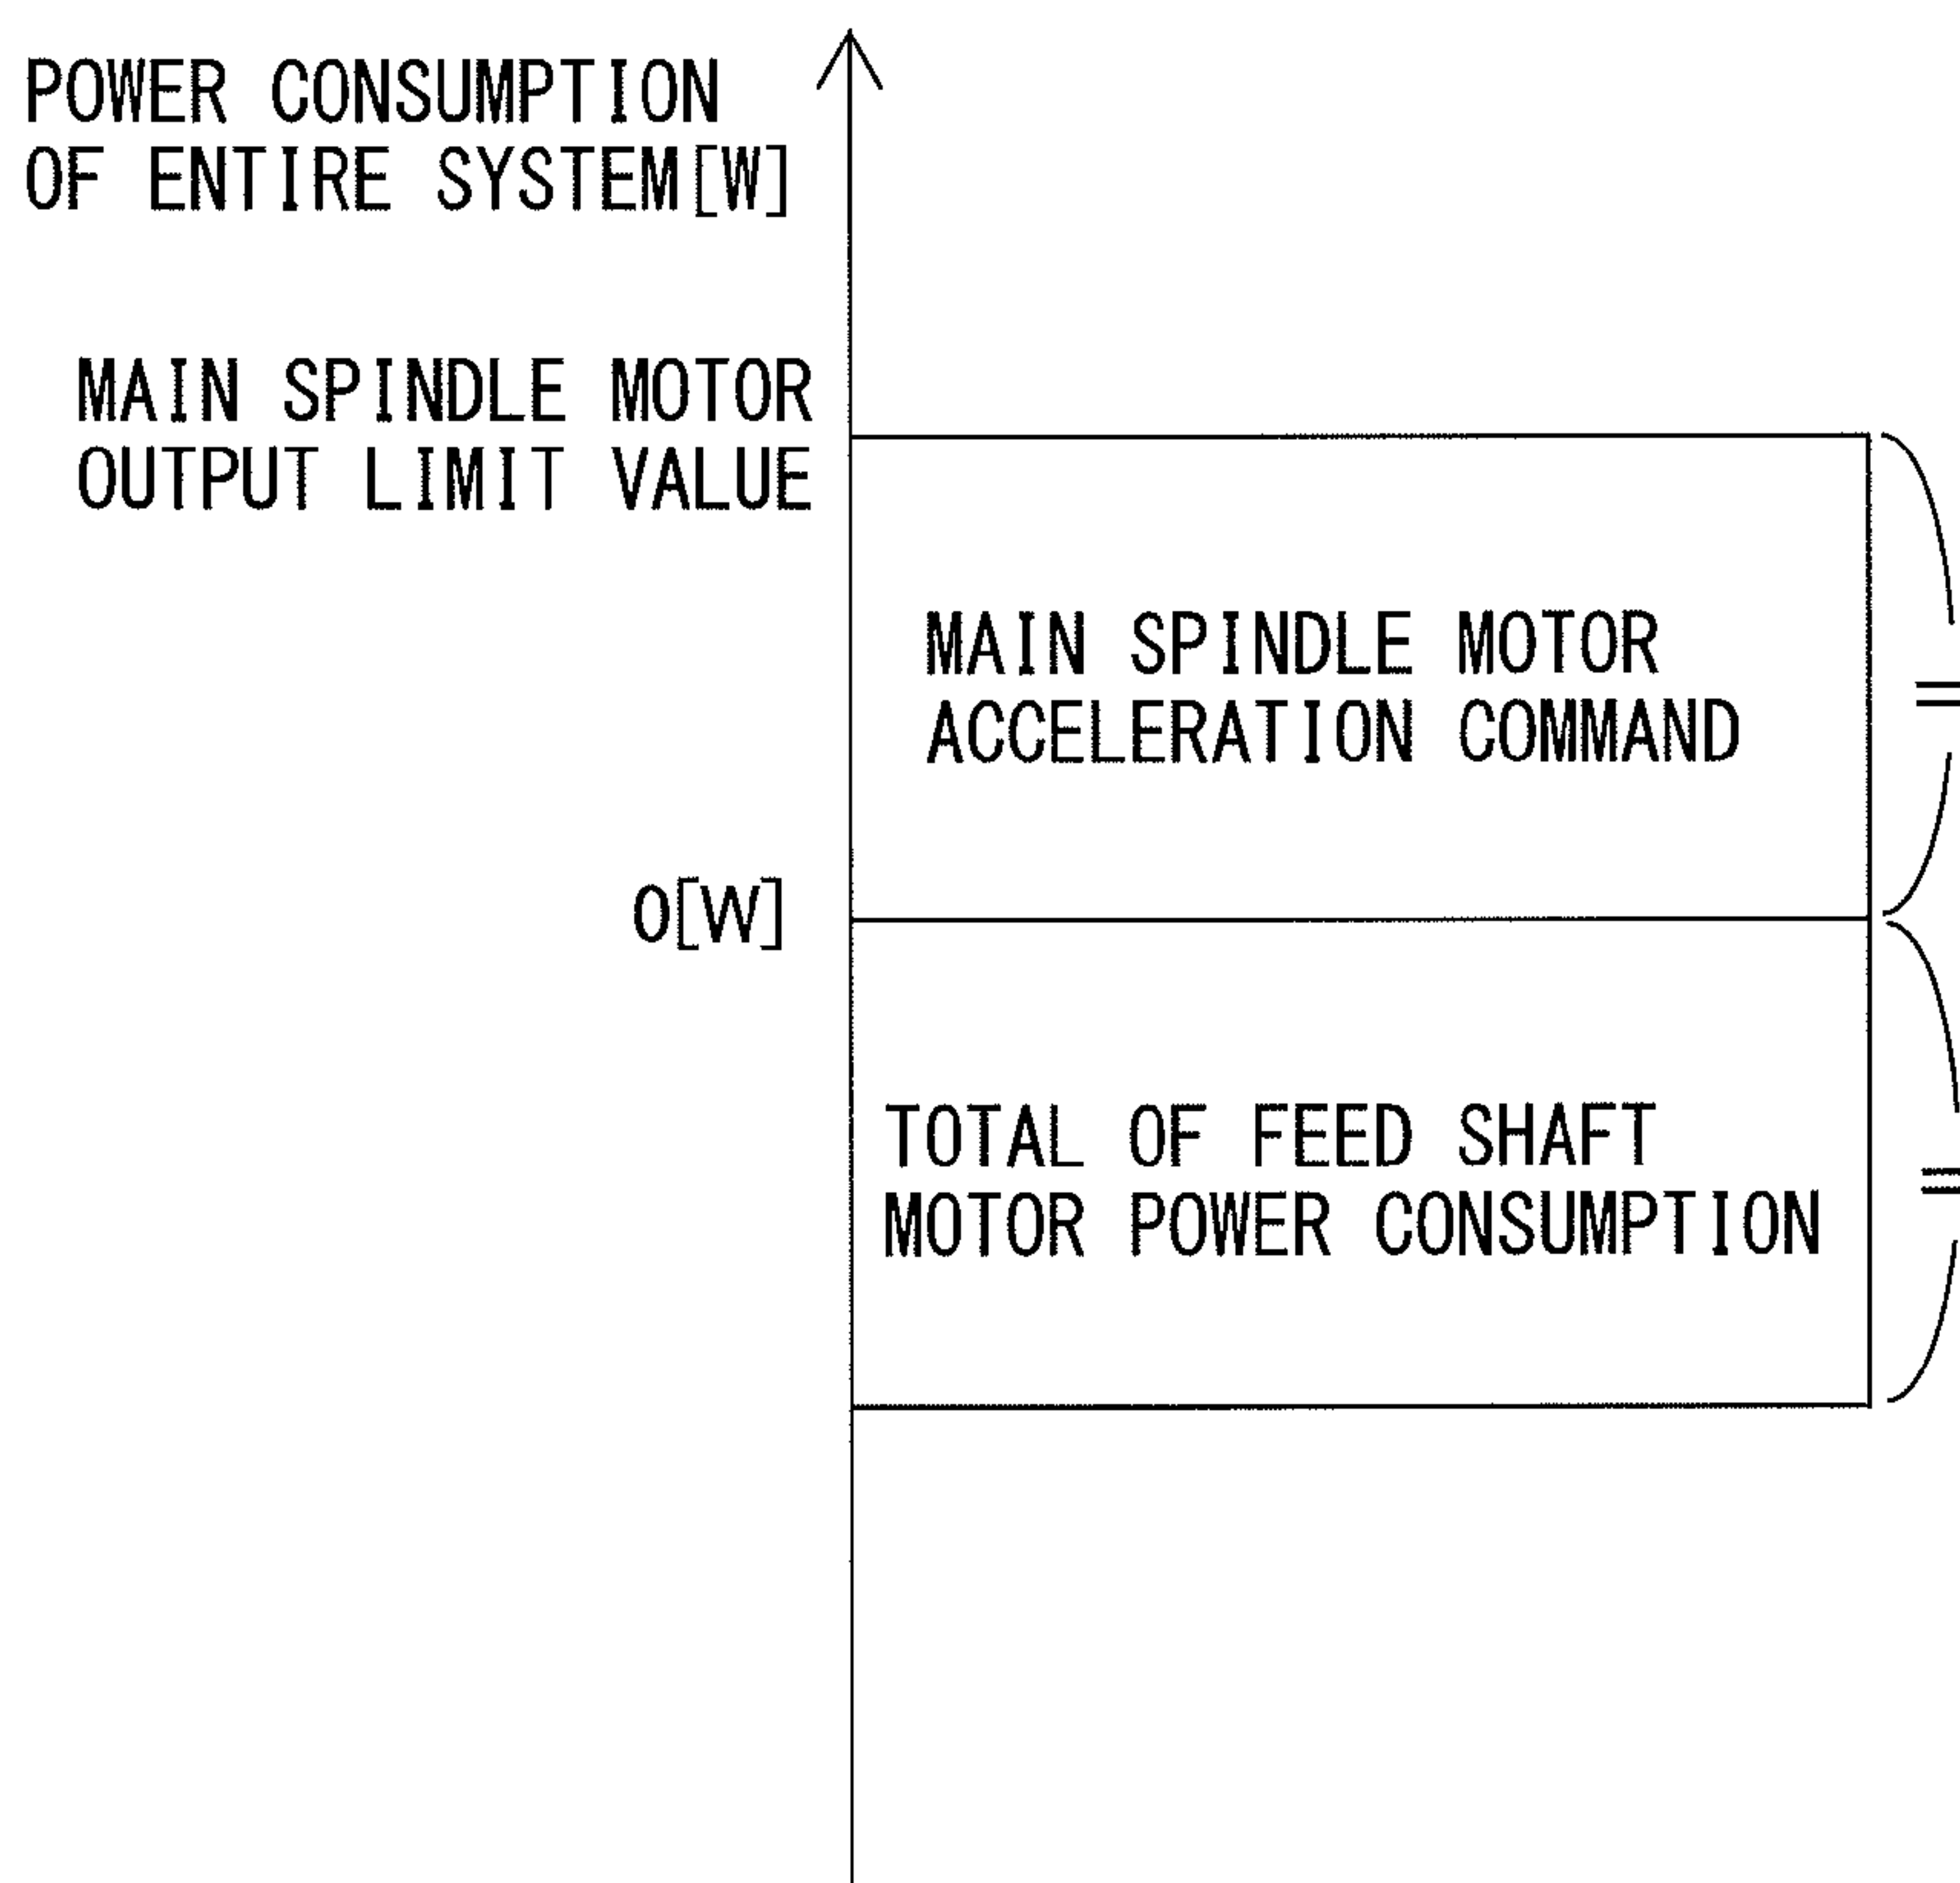 POWER CONSUMPTION
OF ENTIRE SYSTEM[W]
MAIN SPINDLE MOTOR
OUTPUT LIMIT VALUE
MAIN SPINDLE MOTOR
ACCELERATION COMMAND
=
0[W]
TOTAL OF FEED SHAFT
MOTOR POWER CONSUMPTION
=